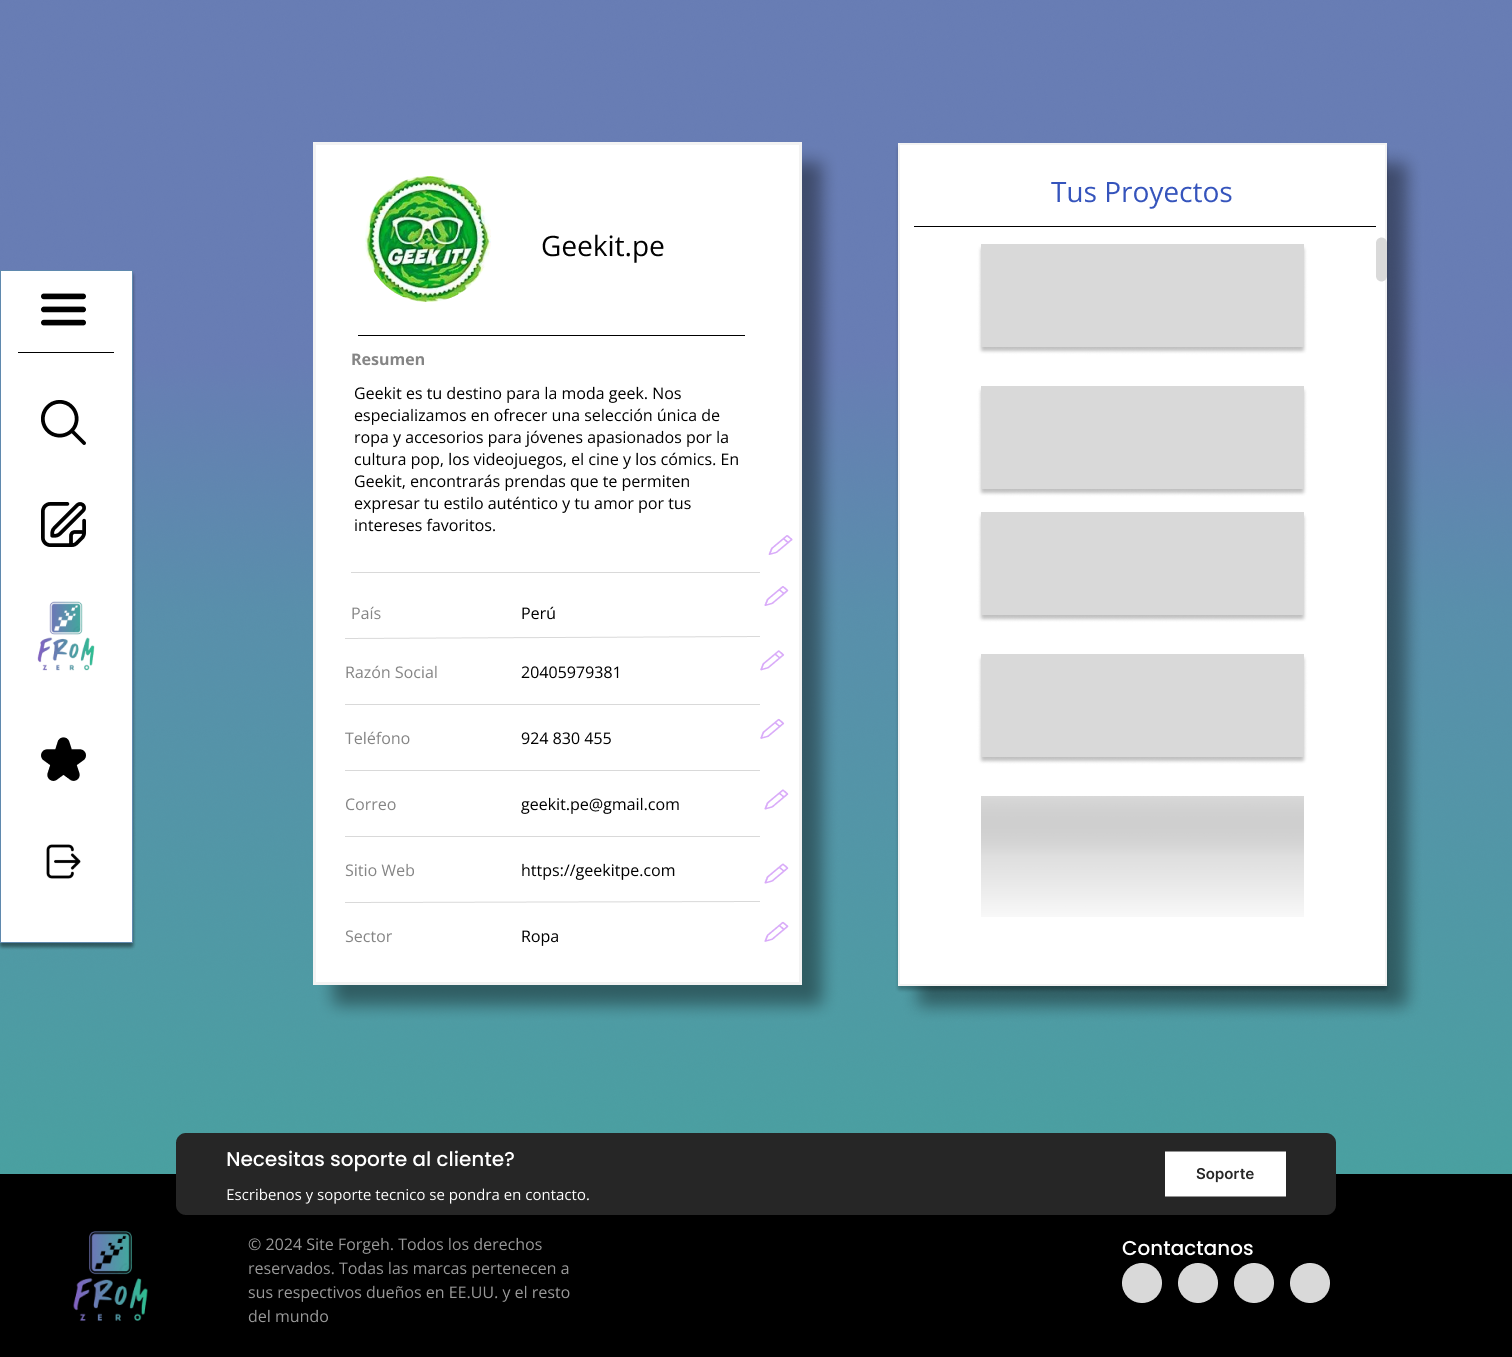 GEEK IT!
Geekit.pe
Resumen
Geekit es tu destino para la moda geek. Nos
especializamos en ofrecer una selección única de
ropa y accesorios para jóvenes apasionados por la
cultura pop, los videojuegos, el cine y los cómics. En
Geekit, encontrarás prendas que te permiten
expresar tu estilo auténtico y tu amor por tus
intereses favoritos.
País Perú
Razón Social 20405979381
Teléfono 924 830 455
Correo geekit.pe@gmail.com
Sitio Web https://geekitpe.com
Sector Ropa
Tus Proyectos
FROM
ZERO
Necesitas soporte al cliente?
Escribenos y soporte tecnico se pondra en contacto.
Soporte
FROM
ZERO
© 2024 Site Forgeh. Todos los derechos
reservados. Todas las marcas pertenecen a
sus respectivos dueños en EE.UU. y el resto
del mundo
Contactanos